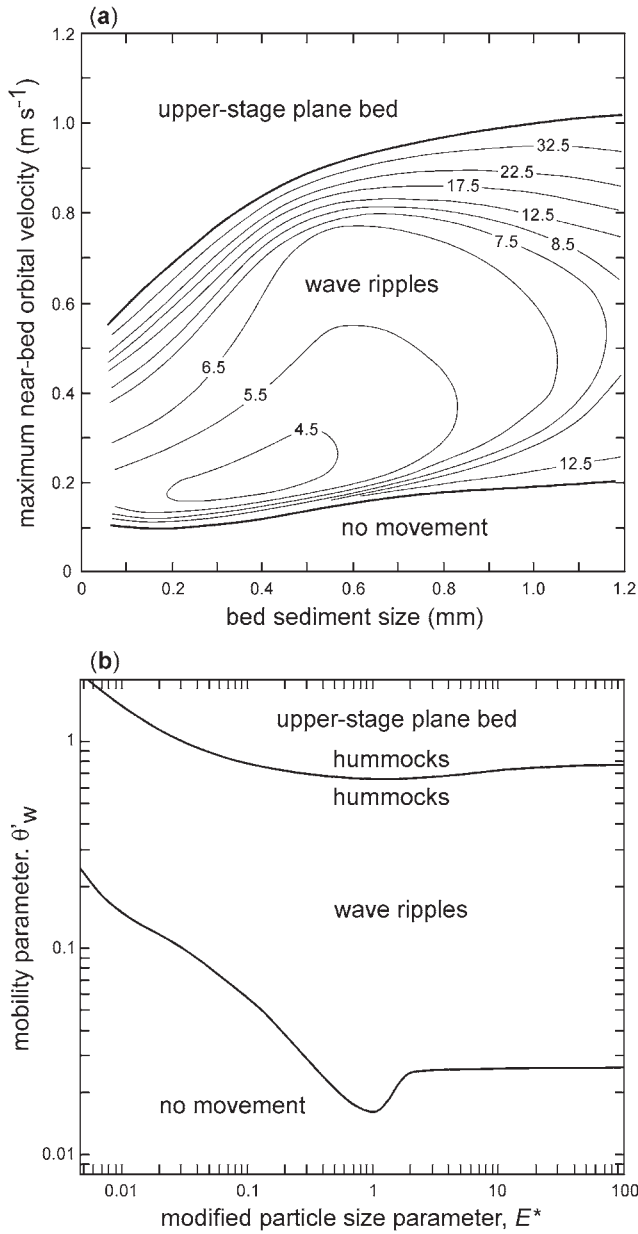 (a)
1.2
1.0
0.8
0.6
0.4
0.2
0
maximum near-bed orbital velocity (m s⁻¹)
upper-stage plane bed
32.5
22.5
17.5
12.5
7.5
8.5
wave ripples
6.5
5.5
4.5
12.5
no movement
0 0.2 0.4 0.6 0.8 1.0 1.2
bed sediment size (mm)
(b)
1
0.1
0.01
mobility parameter. θ'w
upper-stage plane bed
hummocks
hummocks
wave ripples
no movement
0.01 0.1 1 10 100
modified particle size parameter, E*